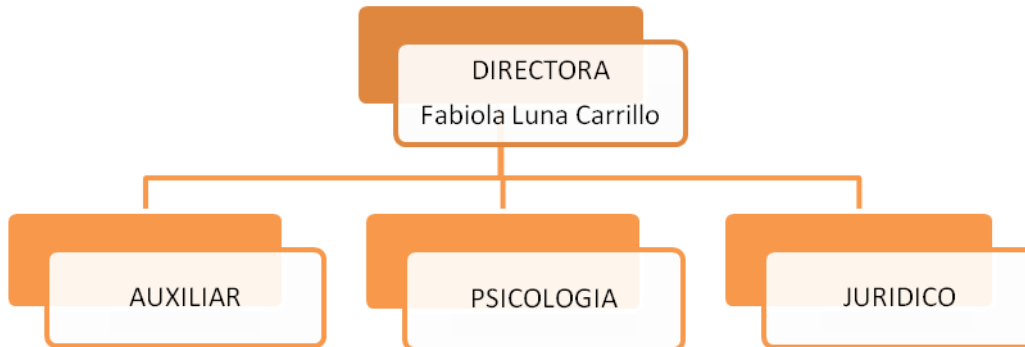 DIRECTORA
Fabiola Luna Carrillo
AUXILIAR
PSICOLOGIA
JURIDICO